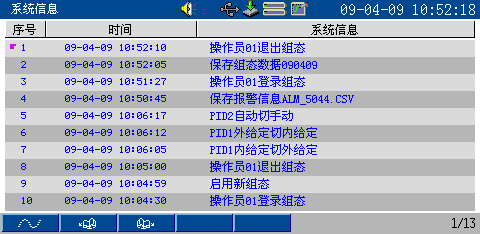 系统信息 09-04-09 10:52:18
序号 时间 系统信息
1 09-04-09 10:52:10 操作员01退出组态
2 09-04-09 10:52:05 保存组态数据090409
3 09-04-09 10:51:27 操作员01登录组态
4 09-04-09 10:50:45 保存报警信息ALM_5044.CSV
5 09-04-09 10:06:17 PID2自动切手动
6 09-04-09 10:06:12 PID1外给定切内给定
7 09-04-09 10:06:05 PID1内给定切外给定
8 09-04-09 10:05:00 操作员01退出组态
9 09-04-09 10:04:59 启用新组态
10 09-04-09 10:04:30 操作员01登录组态
1/13